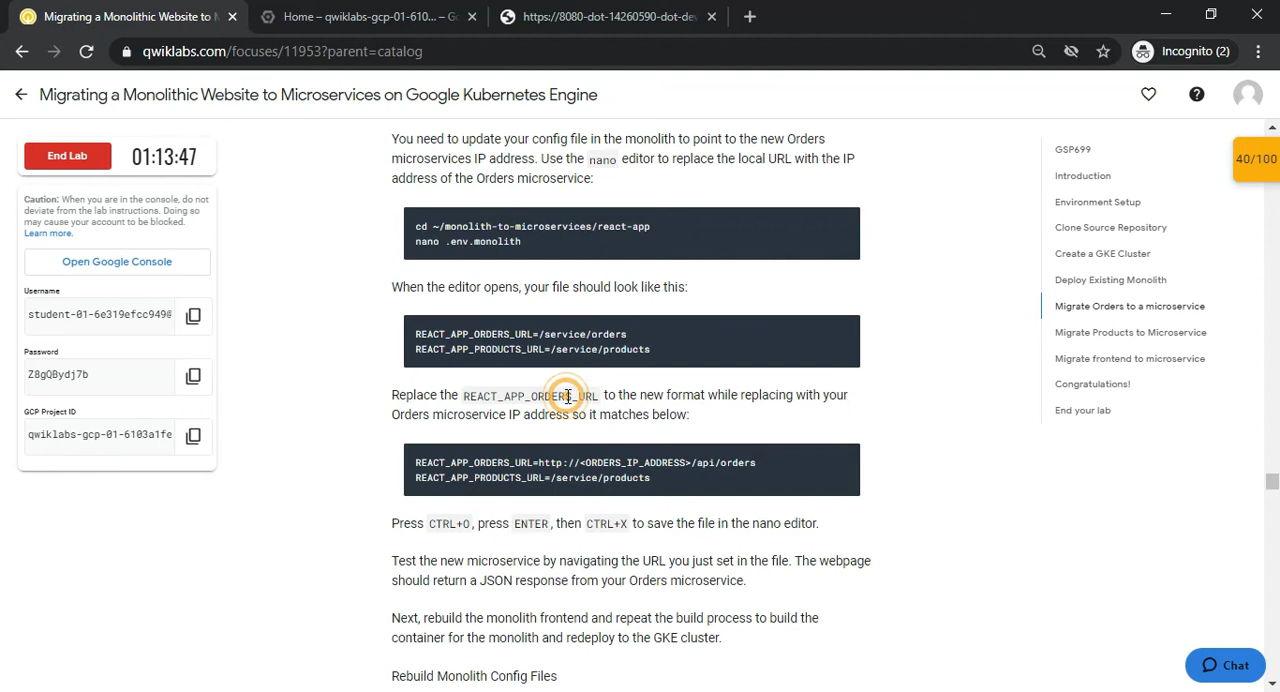 Migrating a Monolithic Website to M
Home – qwiklabs-gcp-01-610... – Go
https://8080-dot-14260590-dot-dev
qwiklabs.com/focuses/11953?parent=catalog
Incognito (2)
Migrating a Monolithic Website to Microservices on Google Kubernetes Engine
End Lab
01:13:47
Caution: When you are in the console, do not
deviate from the lab instructions. Doing so
may cause your account to be blocked.
Learn more.
Open Google Console
Username
student-01-6e319efcc949@
Password
Z8gQBydj7b
GCP Project ID
qwiklabs-gcp-01-6103a1fe
You need to update your config file in the monolith to point to the new Orders
microservices IP address. Use the nano editor to replace the local URL with the IP
address of the Orders microservice:
cd ~/monolith-to-microservices/react-app
nano .env.monolith
When the editor opens, your file should look like this:
REACT_APP_ORDERS_URL=/service/orders
REACT_APP_PRODUCTS_URL=/service/products
Replace the REACT_APP_ORDERS_URL to the new format while replacing with your
Orders microservice IP address so it matches below:
REACT_APP_ORDERS_URL=http://<ORDERS_IP_ADDRESS>/api/orders
REACT_APP_PRODUCTS_URL=/service/products
Press CTRL+O, press ENTER, then CTRL+X to save the file in the nano editor.
Test the new microservice by navigating the URL you just set in the file. The webpage
should return a JSON response from your Orders microservice.
Next, rebuild the monolith frontend and repeat the build process to build the
container for the monolith and redeploy to the GKE cluster.
Rebuild Monolith Config Files
GSP699
Introduction
Environment Setup
Clone Source Repository
Create a GKE Cluster
Deploy Existing Monolith
Migrate Orders to a microservice
Migrate Products to Microservice
Migrate frontend to microservice
Congratulations!
End your lab
40/100
Chat